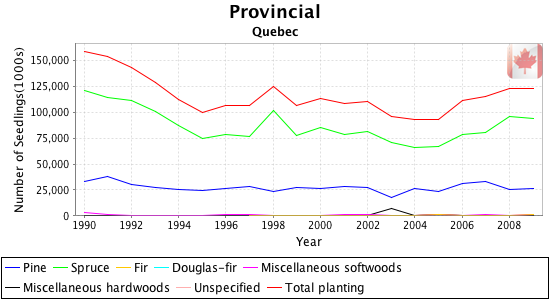 Provincial
Quebec
Number of Seedlings(1000s)
150,000
125,000
100,000
75,000
50,000
25,000
0
1990 1992 1994 1996 1998 2000 2002 2004 2006 2008
Year
Pine Spruce Fir Douglas-fir Miscellaneous softwoods
Miscellaneous hardwoods Unspecified Total planting